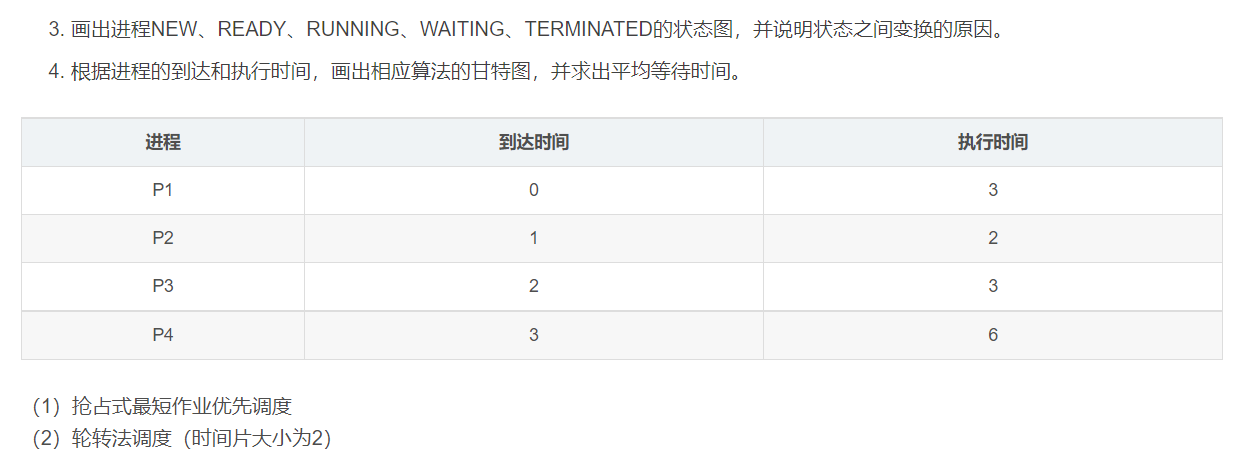 3. 画出进程NEW、READY、RUNNING、WAITING、TERMINATED的状态图，并说明状态之间变换的原因。
4. 根据进程的到达和执行时间，画出相应算法的甘特图，并求出平均等待时间。
进程 到达时间 执行时间
P1 0 3
P2 1 2
P3 2 3
P4 3 6
（1）抢占式最短作业优先调度
（2）轮转法调度（时间片大小为2）